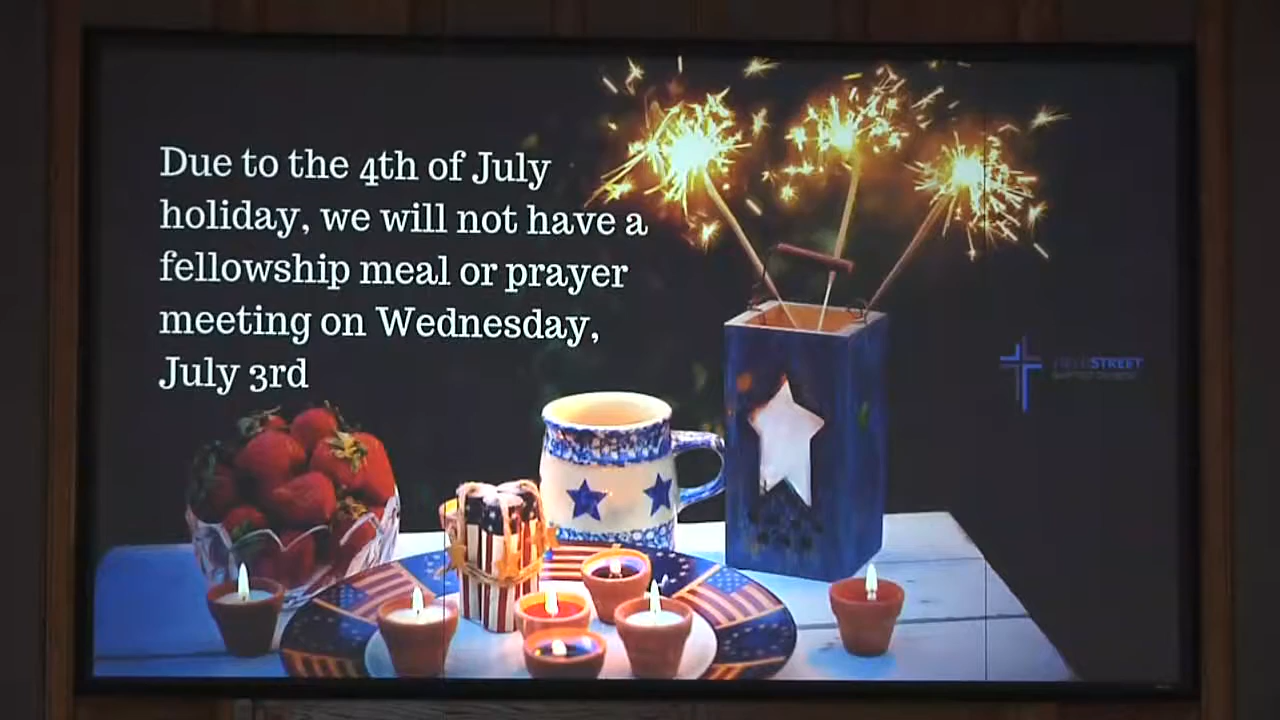 Due to the 4th of July
holiday, we will not have a
fellowship meal or prayer
meeting on Wednesday,
July 3rd
STREET